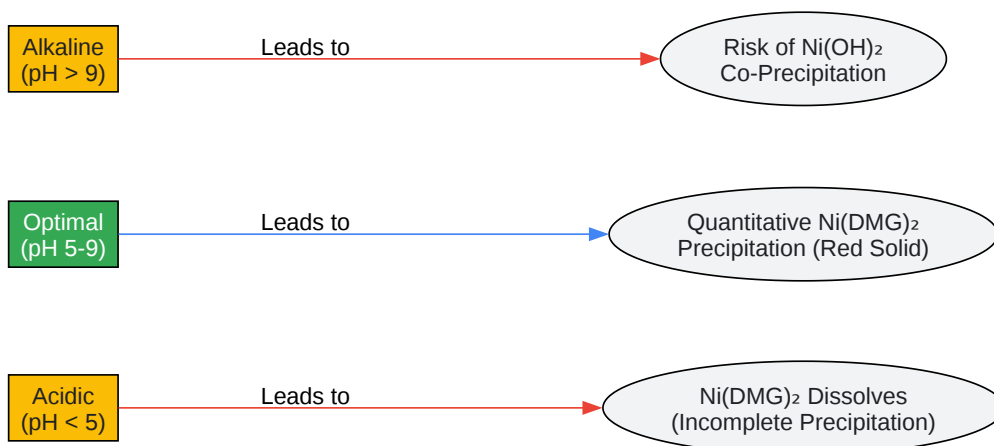 Alkaline
(pH > 9)
Leads to
Risk of Ni(OH)₂
Co-Precipitation
Optimal
(pH 5-9)
Leads to
Quantitative Ni(DMG)₂
Precipitation (Red Solid)
Acidic
(pH < 5)
Leads to
Ni(DMG)₂ Dissolves
(Incomplete Precipitation)